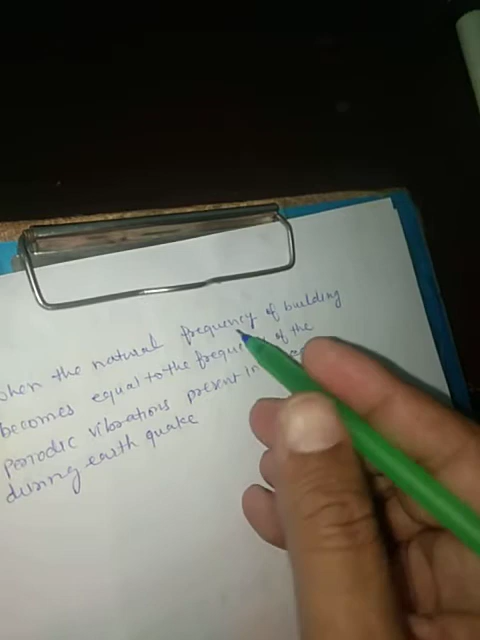 when the natural frequency of building
becomes equal to the of the
Periodic vibrations present in
during earth quake